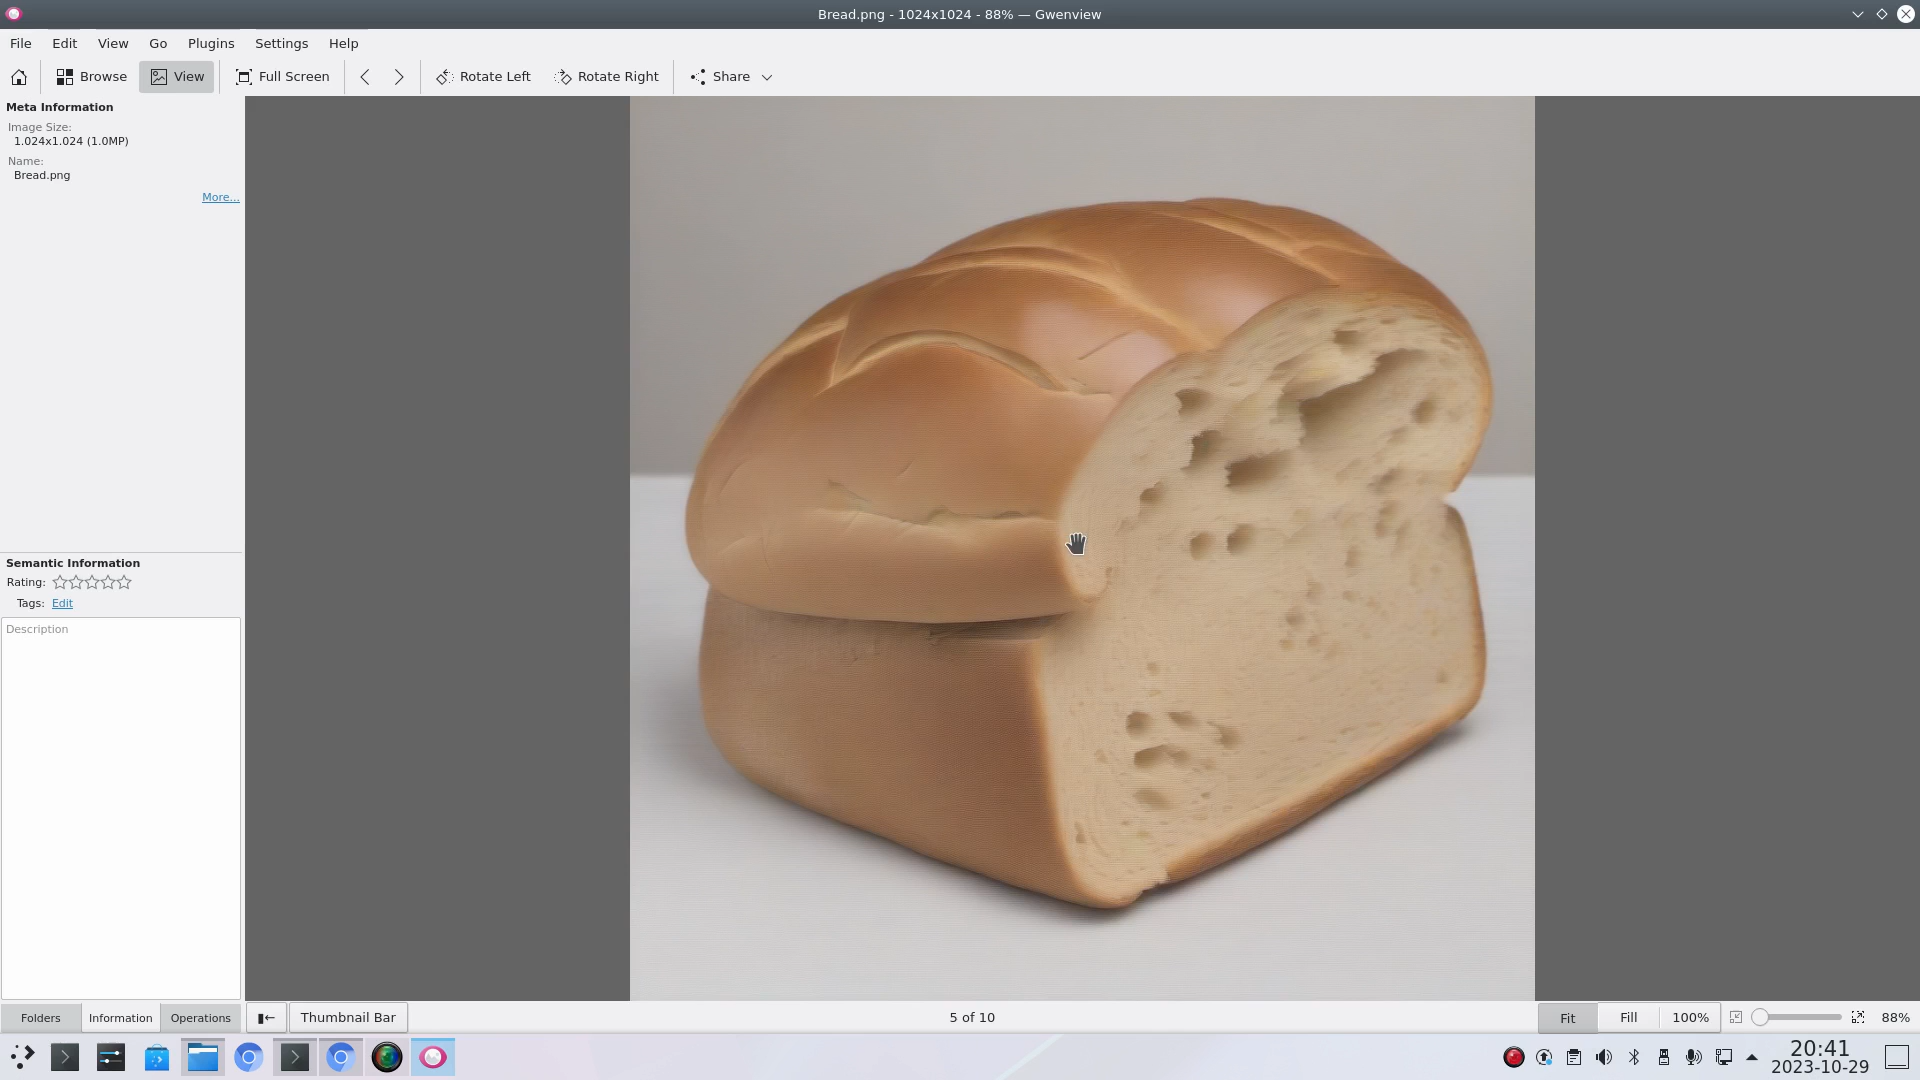 Bread.png - 1024x1024 - 88% — Gwenview
File Edit View Go Plugins Settings Help
Browse View Full Screen Rotate Left Rotate Right Share
Meta Information
Image Size:
1.024x1.024 (1.0MP)
Name:
Bread.png
More...
Semantic Information
Rating:
Tags: Edit
Description
Folders Information Operations Thumbnail Bar 5 of 10 Fit Fill 100% 88%
20:41
2023-10-29